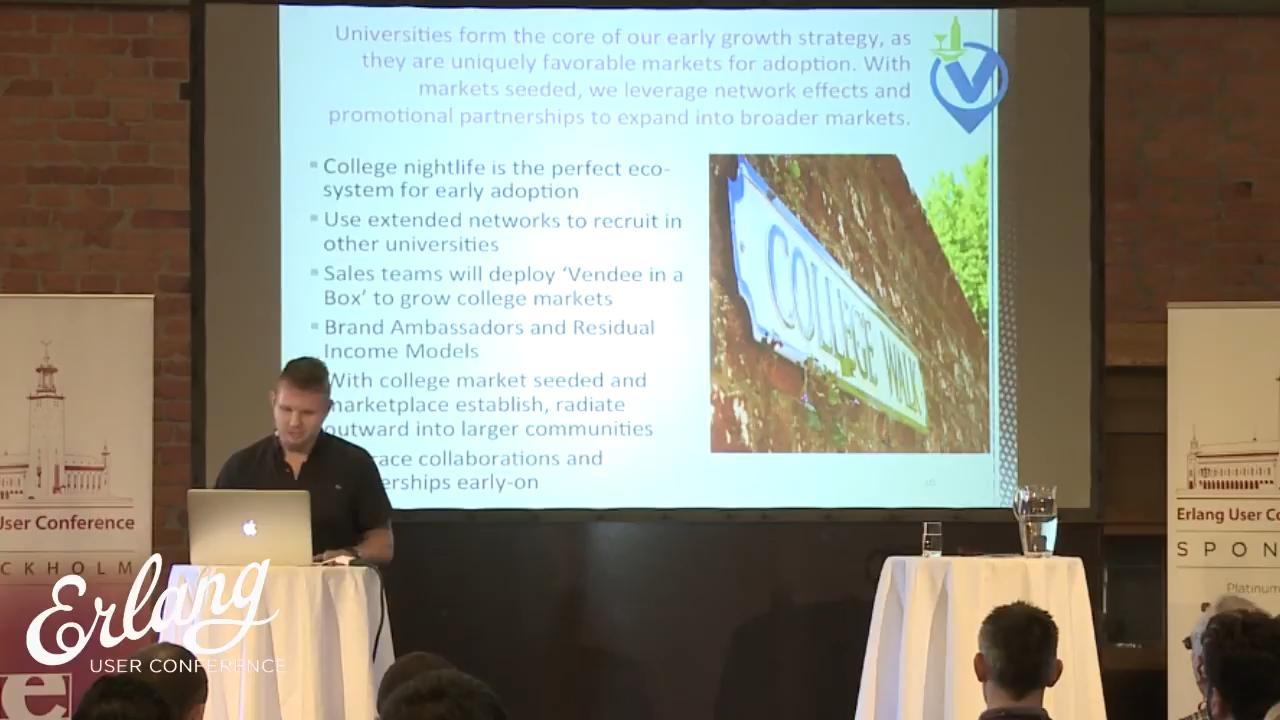 Universities form the core of our early growth strategy, as
they are uniquely favorable markets for adoption. With
markets seeded, we leverage network effects and
promotional partnerships to expand into broader markets.
College nightlife is the perfect eco-
system for early adoption
Use extended networks to recruit in
other universities
Sales teams will deploy ‘Vendee in a
Box’ to grow college markets
Brand Ambassadors and Residual
Income Models
With college market seeded and
marketplace establish, radiate
outward into larger communities
race collaborations and
erships early-on
COLLEGE WALK
User Conference
CKHOLM
Erlang
USER CONFERENCE
e
Erlang User Co
SPON
Platinum